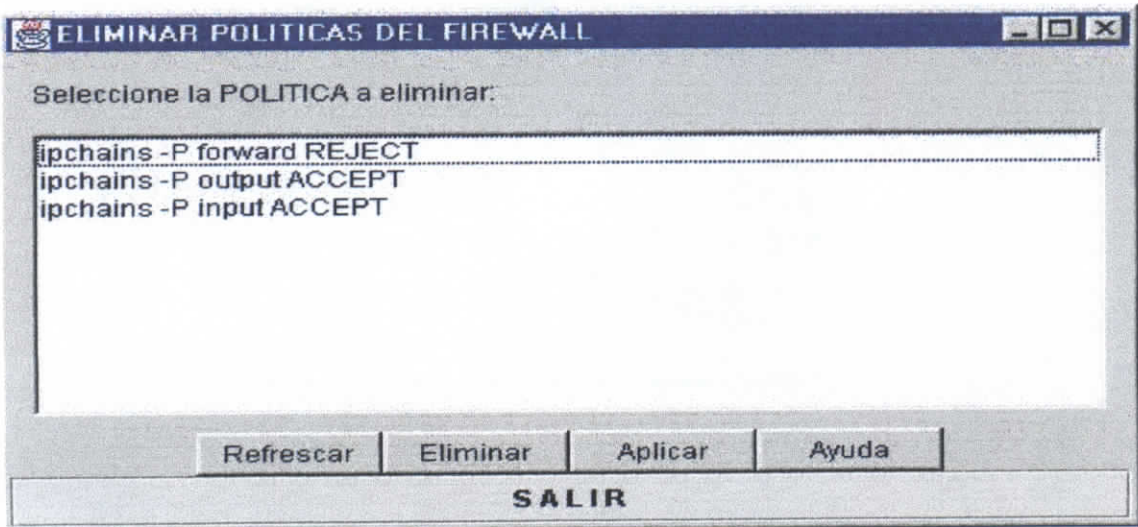 ELIMINAR POLITICAS DEL FIREWALL
Seleccione la POLITICA a eliminar:
ipchains -P forward REJECT
ipchains -P output ACCEPT
ipchains -P input ACCEPT
Refrescar Eliminar Aplicar Ayuda
SALIR